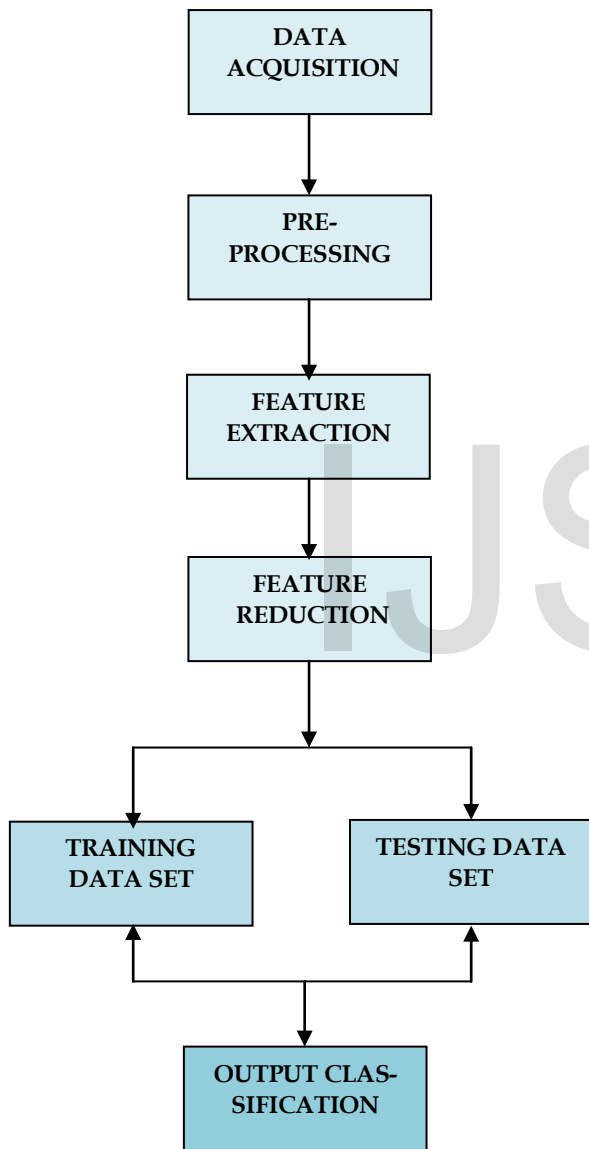 DATA
ACQUISITION
PRE-
PROCESSING
FEATURE
EXTRACTION
IJS
FEATURE
REDUCTION
TRAINING
DATA SET
TESTING DATA
SET
OUTPUT CLAS-
SIFICATION